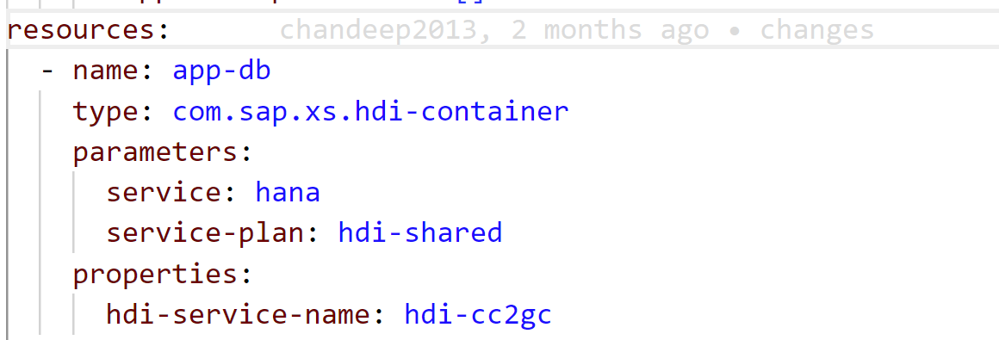 resources: chandeep2013, 2 months ago • changes
  - name: app-db
    type: com.sap.xs.hdi-container
    parameters:
      service: hana
      service-plan: hdi-shared
    properties:
      hdi-service-name: hdi-cc2gc